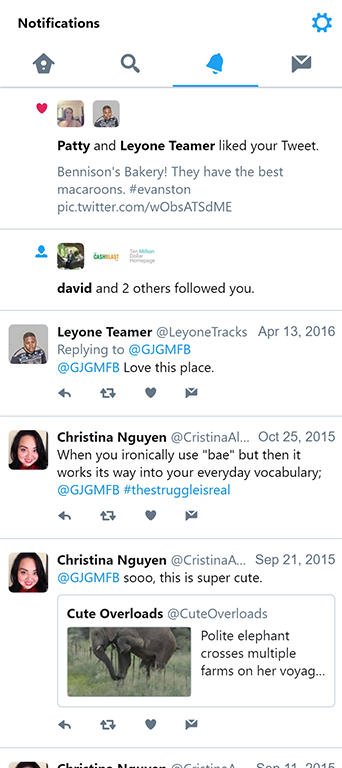 Notifications
Patty and Leyone Teamer liked your Tweet.
Bennison's Bakery! They have the best
macaroons. #evanston
pic.twitter.com/wObsATSdME
CASHBLAST
Ten Million
Dollar
Homepage
david and 2 others followed you.
Leyone Teamer @LeyoneTracks Apr 13, 2016
Replying to @GJGMFB
@GJGMFB Love this place.
Christina Nguyen @CristinaAl... Oct 25, 2015
When you ironically use "bae" but then it
works its way into your everyday vocabulary;
@GJGMFB #thestruggleisreal
Christina Nguyen @CristinaA... Sep 21, 2015
@GJGMFB sooo, this is super cute.
Cute Overloads @CuteOverloads
Polite elephant
crosses multiple
farms on her voyag...
Christina Nguyen @CristinaA... Sep 11, 2015